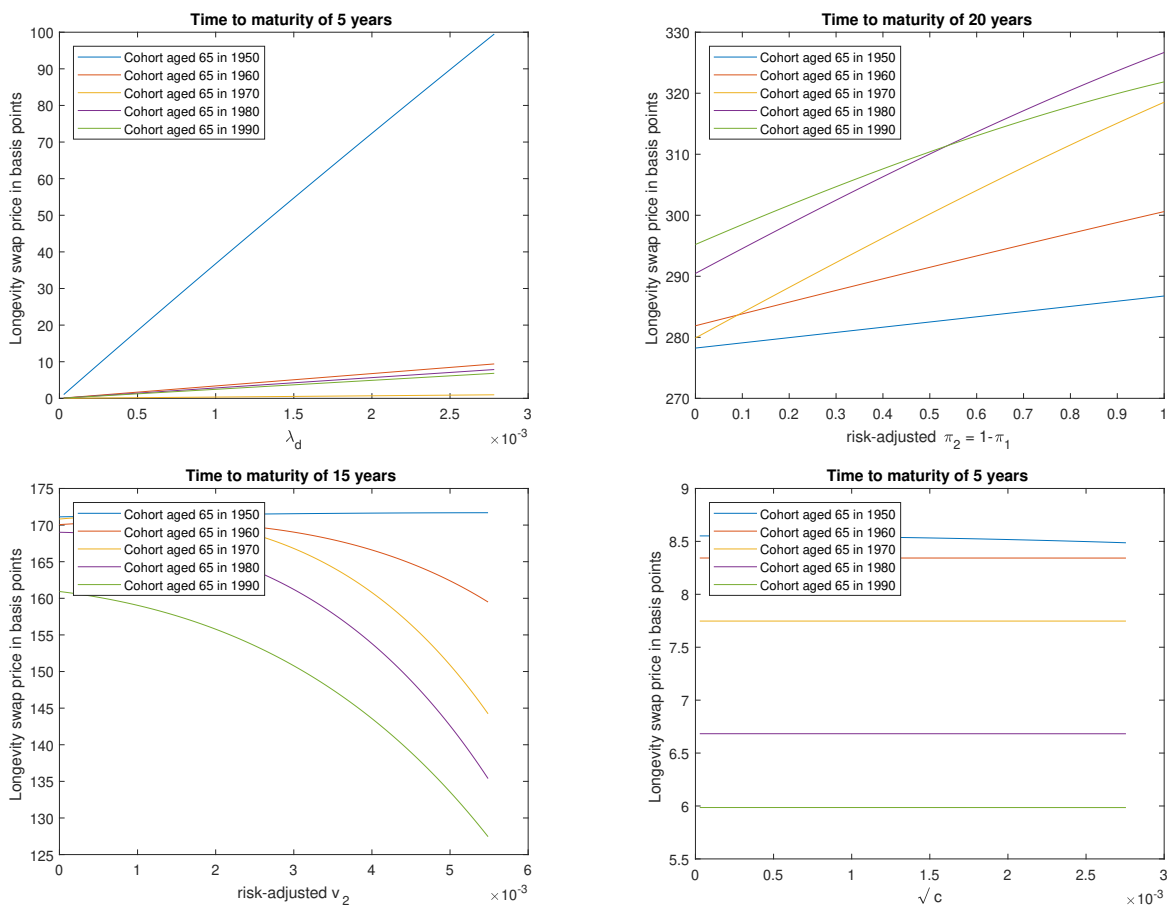 Time to maturity of 5 years
Longevity swap price in basis points
100
90
80
70
60
50
40
30
20
10
0
Cohort aged 65 in 1950
Cohort aged 65 in 1960
Cohort aged 65 in 1970
Cohort aged 65 in 1980
Cohort aged 65 in 1990
0 0.5 1 1.5 2 2.5 3
λ_d
×10^-3
Time to maturity of 20 years
Longevity swap price in basis points
330
320
310
300
290
280
270
Cohort aged 65 in 1950
Cohort aged 65 in 1960
Cohort aged 65 in 1970
Cohort aged 65 in 1980
Cohort aged 65 in 1990
0 0.1 0.2 0.3 0.4 0.5 0.6 0.7 0.8 0.9 1
risk-adjusted π_2 = 1-π_1
Time to maturity of 15 years
Longevity swap price in basis points
175
170
165
160
155
150
145
140
135
130
125
Cohort aged 65 in 1950
Cohort aged 65 in 1960
Cohort aged 65 in 1970
Cohort aged 65 in 1980
Cohort aged 65 in 1990
0 1 2 3 4 5 6
risk-adjusted v_2
×10^-3
Time to maturity of 5 years
Longevity swap price in basis points
9
8.5
8
7.5
7
6.5
6
5.5
Cohort aged 65 in 1950
Cohort aged 65 in 1960
Cohort aged 65 in 1970
Cohort aged 65 in 1980
Cohort aged 65 in 1990
0 0.5 1 1.5 2 2.5 3
√ c
×10^-3